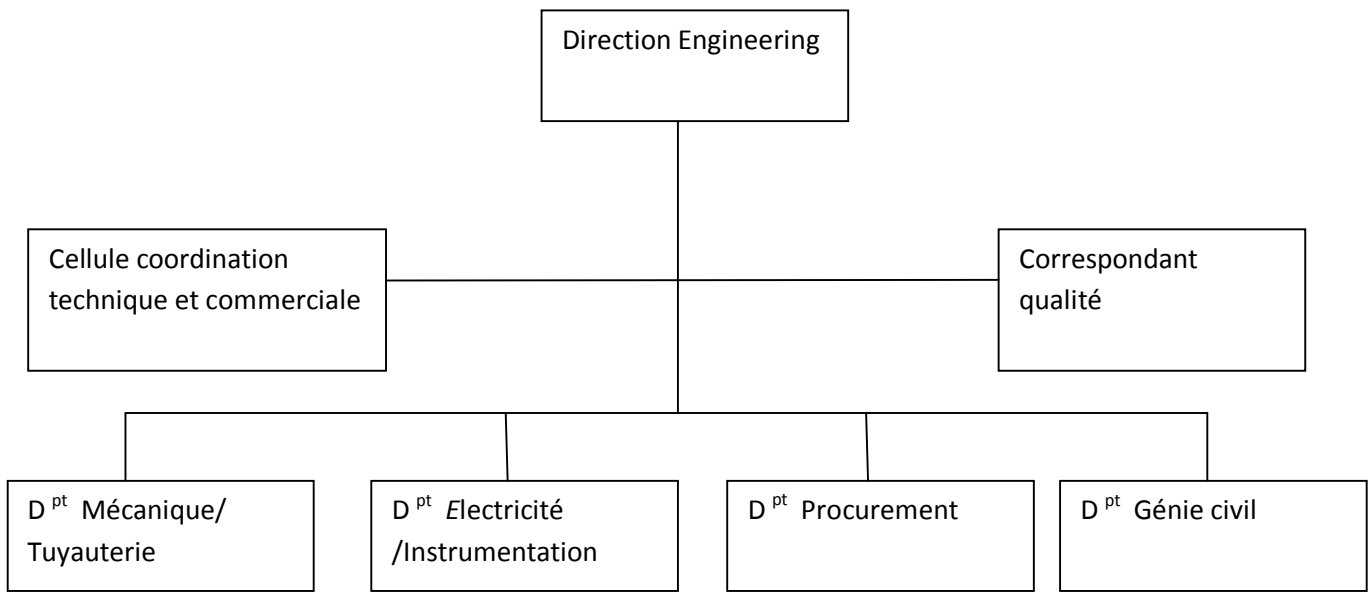 Direction Engineering
Cellule coordination
technique et commerciale
Correspondant
qualité
D pt Mécanique/
Tuyauterie
D pt Electricité
/Instrumentation
D pt Procurement
D pt Génie civil